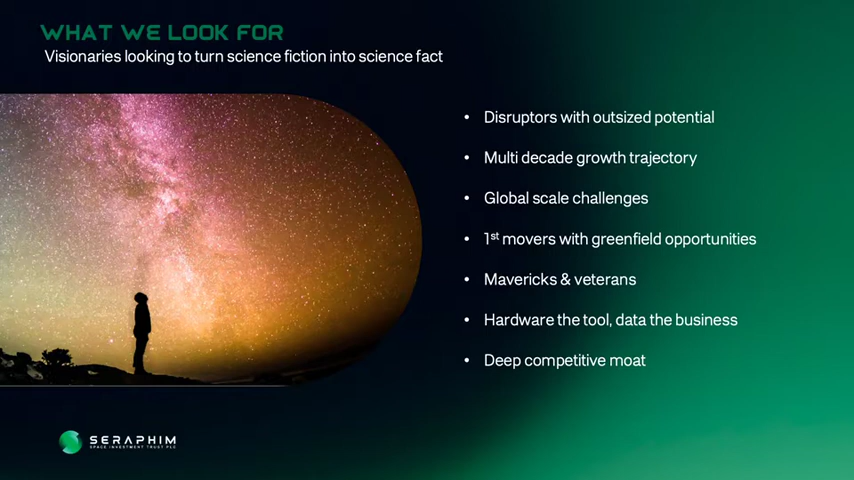 WHAT WE LOOK FOR
Visionaries looking to turn science fiction into science fact
• Disruptors with outsized potential
• Multi decade growth trajectory
• Global scale challenges
• 1st movers with greenfield opportunities
• Mavericks & veterans
• Hardware the tool, data the business
• Deep competitive moat
SERAPHIM
SPACE INVESTMENT TRUST PLC